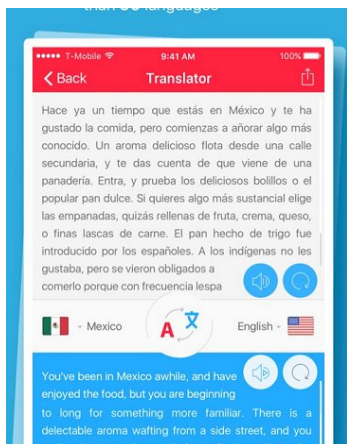 than 90 languages
T-Mobile 9:41 AM 100%
Back Translator
Hace ya un tiempo que estás en México y te ha
gustado la comida, pero comienzas a añorar algo más
conocido. Un aroma delicioso flota desde una calle
secundaria, y te das cuenta de que viene de una
panadería. Entra, y prueba los deliciosos bolillos o el
popular pan dulce. Si quieres algo más sustancial elige
las empanadas, quizás rellenas de fruta, crema, queso,
o finas lascas de carne. El pan hecho de trigo fue
introducido por los españoles. A los indígenas no les
gustaba, pero se vieron obligados a
comerlo porque con frecuencia lespa
Mexico A English
You've been in Mexico awhile, and have
enjoyed the food, but you are beginning
to long for something more familiar. There is a
delectable aroma wafting from a side street, and you